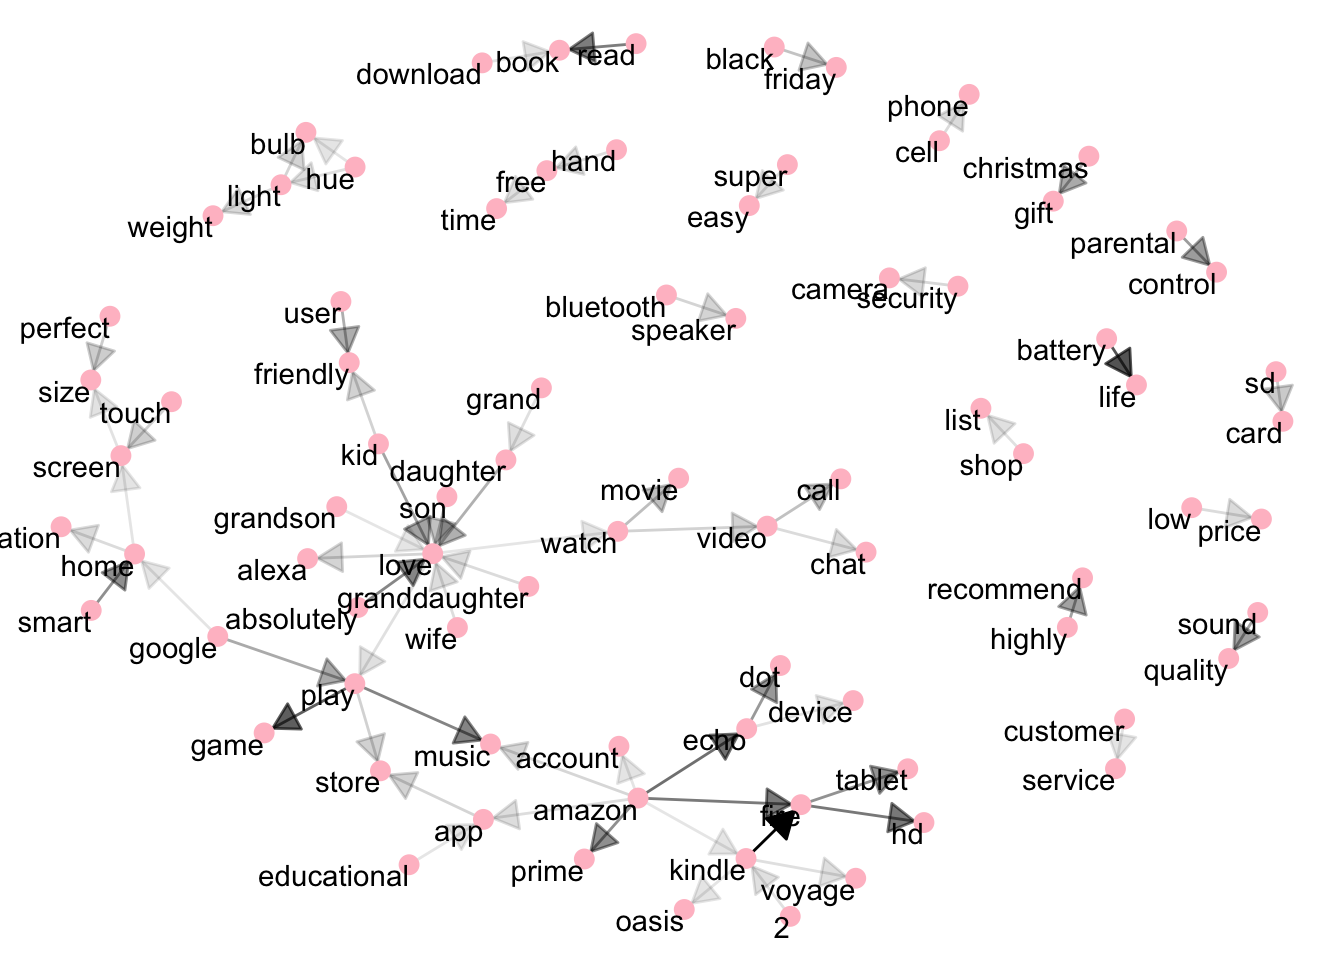 download
book
read
black
friday
phone
cell
bulb
hue
light
weight
hand
free
time
super
easy
christmas
gift
parental
control
camera
security
bluetooth
speaker
user
friendly
perfect
size
touch
screen
battery
life
sd
card
grand
list
shop
kid
daughter
son
grandson
movie
call
watch
video
chat
low
price
ation
home
smart
google
alexa
love
absolutely
granddaughter
wife
recommend
highly
sound
quality
play
game
music
store
account
dot
device
echo
customer
service
amazon
app
educational
prime
fire
tablet
hd
kindle
voyage
oasis
2